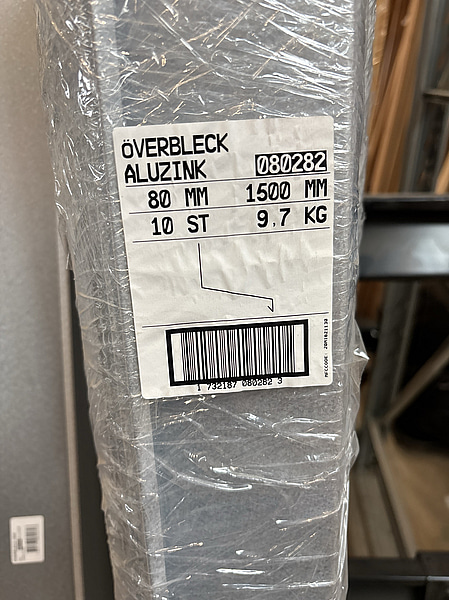 ÖVERBLECK
ALUZINK 080282
80 MM 1500 MM
10 ST 9,7 KG
1 732187 080282 3